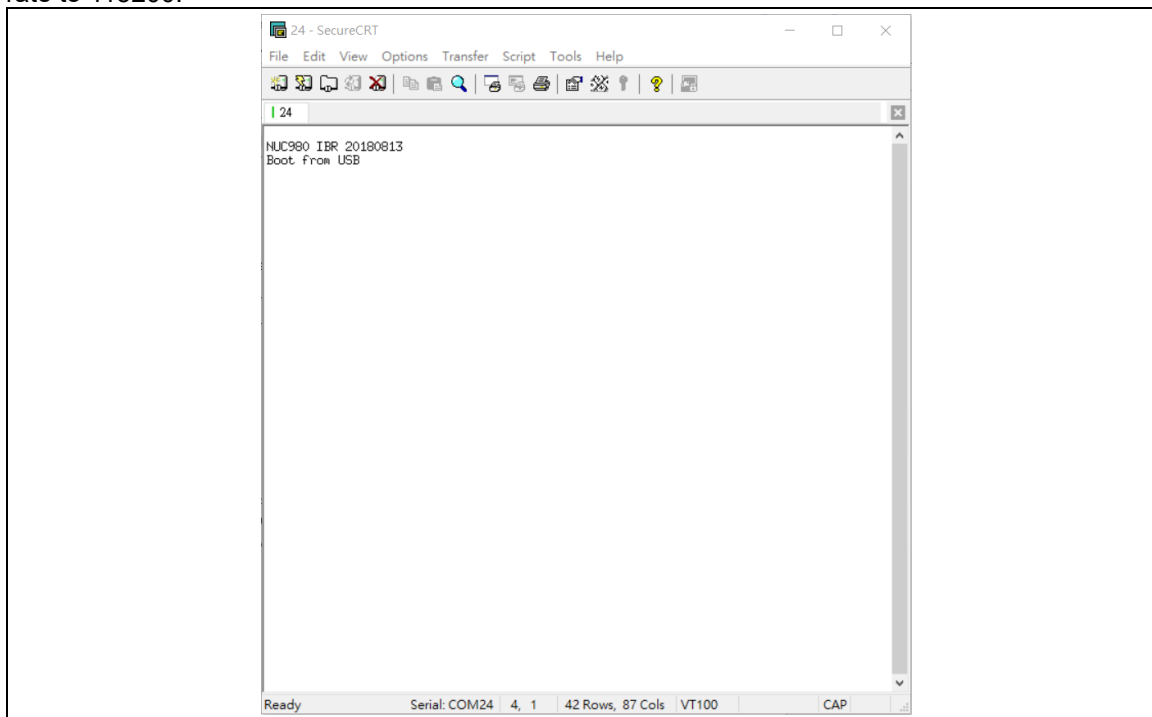 rate to 115200.
24 - SecureCRT
File Edit View Options Transfer Script Tools Help
24
NUC980 IBR 20180813
Boot from USB
Ready Serial: COM24 4, 1 42 Rows, 87 Cols VT100 CAP